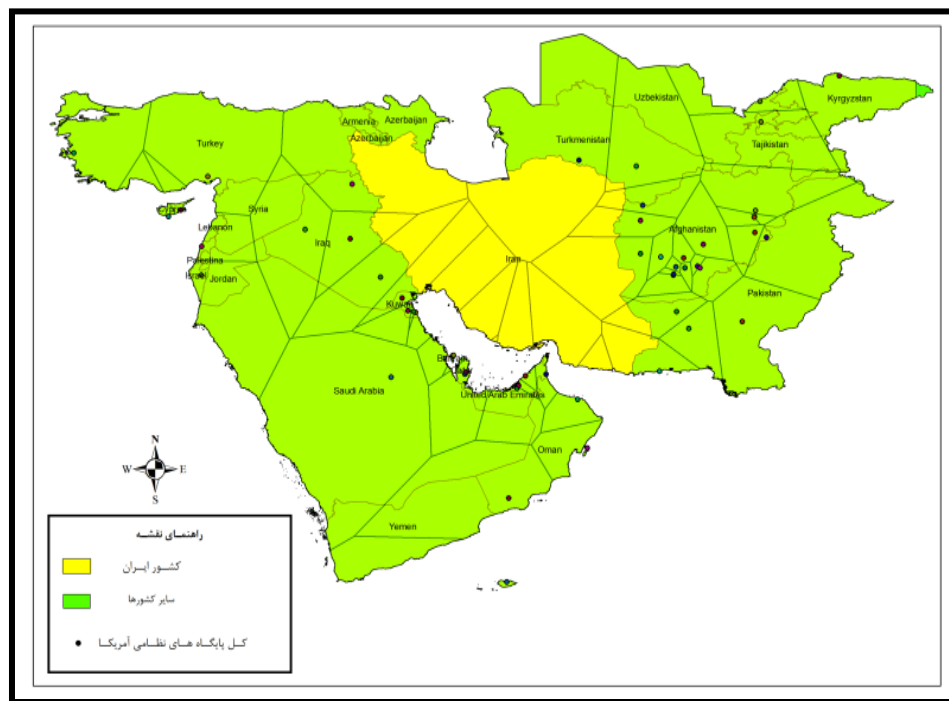 Uzbekistan
Kyrgyzstan
Armenia
Azerbaijan
Azerbaijan
Turkey
Turkmenistan
Tajikistan
Cyprus
Syria
Lebanon
Afghanistan
Iraq
Iran
Palestina
Israel
Jordan
Pakistan
Kuwait
Bahrain
Saudi Arabia
United Arab Emirates
Oman
Yemen
N
W
E
S
راهنمای نقشه
کشور ایران
سایر کشورها
کل پایگاه های نظامی آمریکا